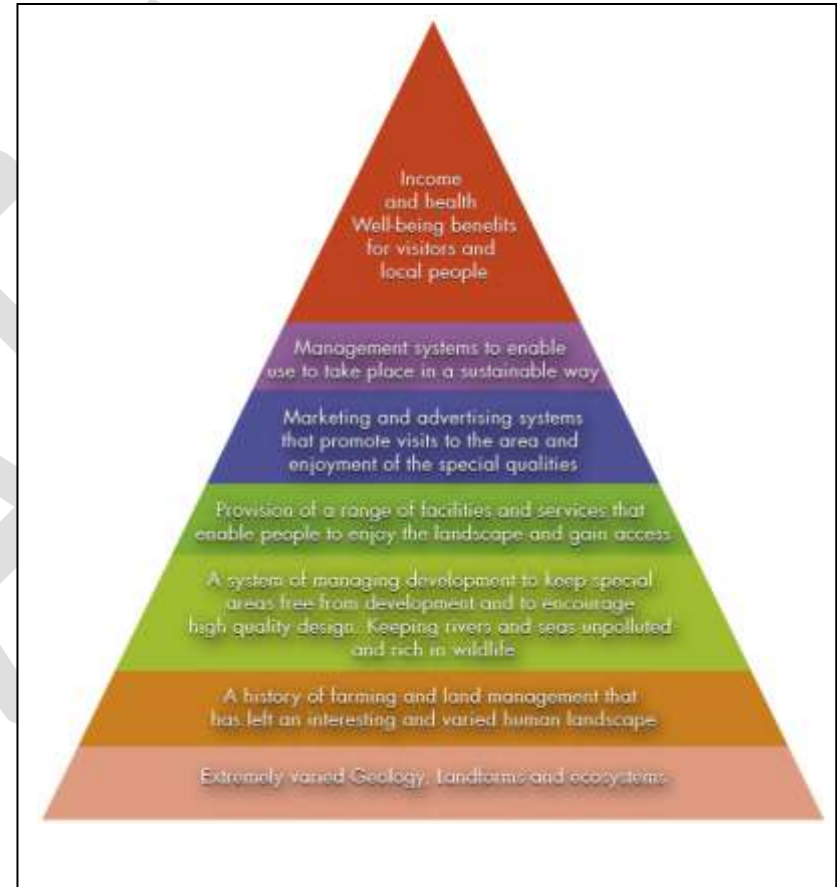 Income
and health
Well-being benefits
for visitors and
local people
Management systems to enable
use to take place in a sustainable way
Marketing and advertising systems
that promote visits to the area and
enjoyment of the special qualities
Provision of a range of facilities and services that
enable people to enjoy the landscape and gain access
A system of managing development to keep special
areas free from development and to encourage
high quality design. Keeping rivers and seas unpolluted
and rich in wildlife
A history of farming and land management that
has left an interesting and varied human landscape
Extremely varied Geology, Landforms and ecosystems